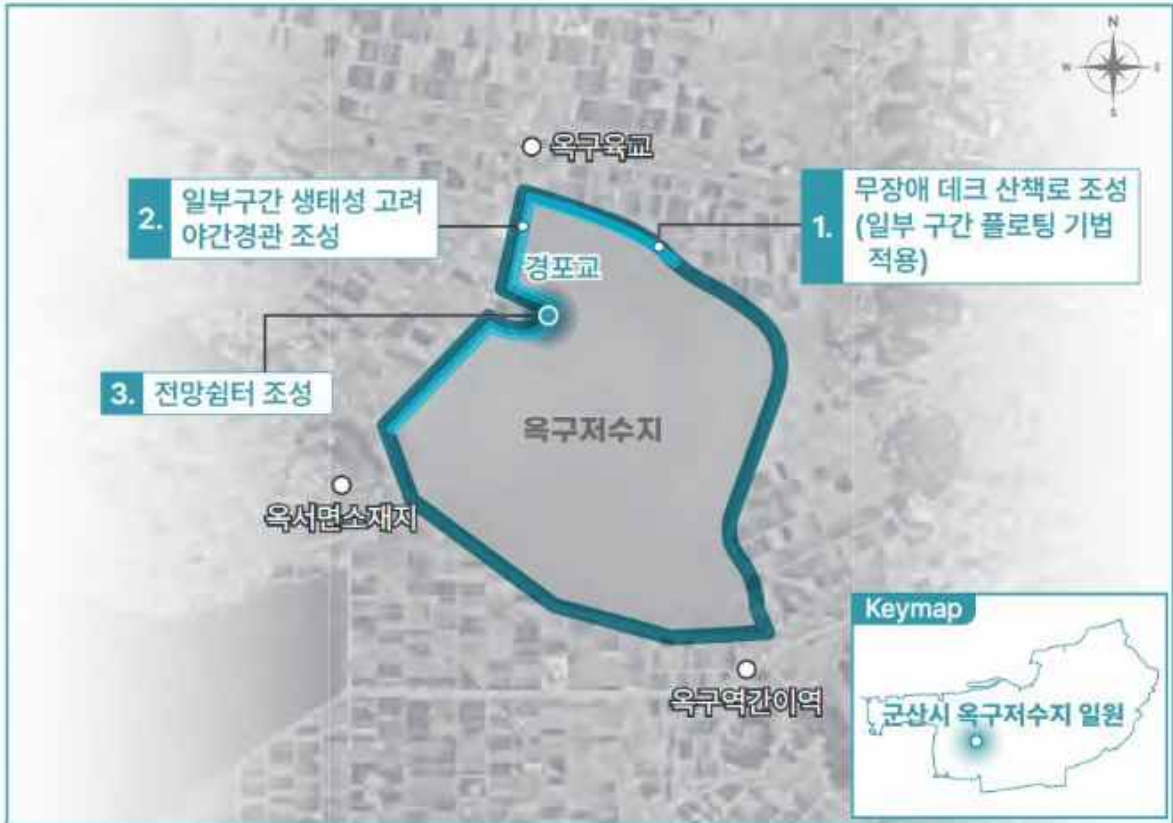 N
W
E
S
옥구육교
2. 일부구간 생태성 고려
야간경관 조성
1. 무장애 데크 산책로 조성
(일부 구간 플로팅 기법
적용)
경포교
3. 전망쉼터 조성
옥구저수지
옥서면소재지
옥구역간이역
Keymap
군산시 옥구저수지 일원